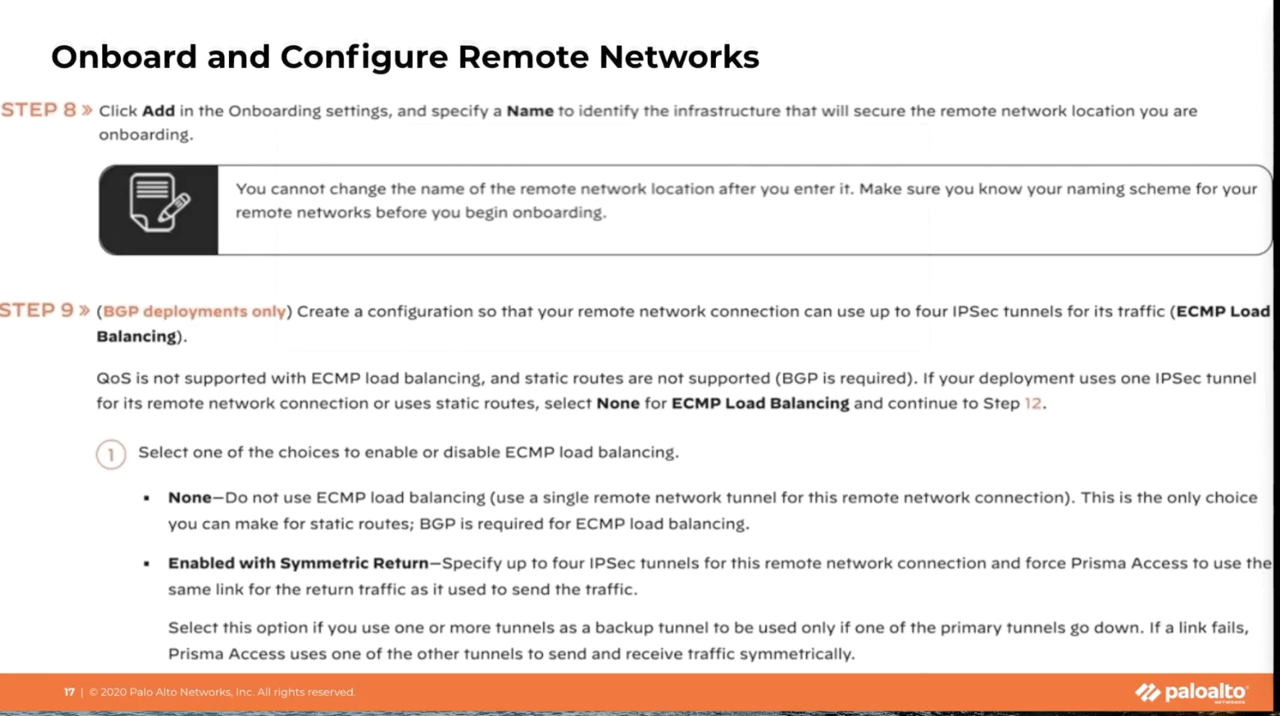 Onboard and Configure Remote Networks
STEP 8 » Click Add in the Onboarding settings, and specify a Name to identify the infrastructure that will secure the remote network location you are
onboarding.
You cannot change the name of the remote network location after you enter it. Make sure you know your naming scheme for your
remote networks before you begin onboarding.
STEP 9 » (BGP deployments only) Create a configuration so that your remote network connection can use up to four IPSec tunnels for its traffic (ECMP Load
Balancing).
QoS is not supported with ECMP load balancing, and static routes are not supported (BGP is required). If your deployment uses one IPSec tunnel
for its remote network connection or uses static routes, select None for ECMP Load Balancing and continue to Step 12.
1 Select one of the choices to enable or disable ECMP load balancing.
▪ None—Do not use ECMP load balancing (use a single remote network tunnel for this remote network connection). This is the only choice
you can make for static routes; BGP is required for ECMP load balancing.
▪ Enabled with Symmetric Return—Specify up to four IPSec tunnels for this remote network connection and force Prisma Access to use the
same link for the return traffic as it used to send the traffic.
Select this option if you use one or more tunnels as a backup tunnel to be used only if one of the primary tunnels go down. If a link fails,
Prisma Access uses one of the other tunnels to send and receive traffic symmetrically.
17 | © 2020 Palo Alto Networks, Inc. All rights reserved.
paloalto
NETWORKS